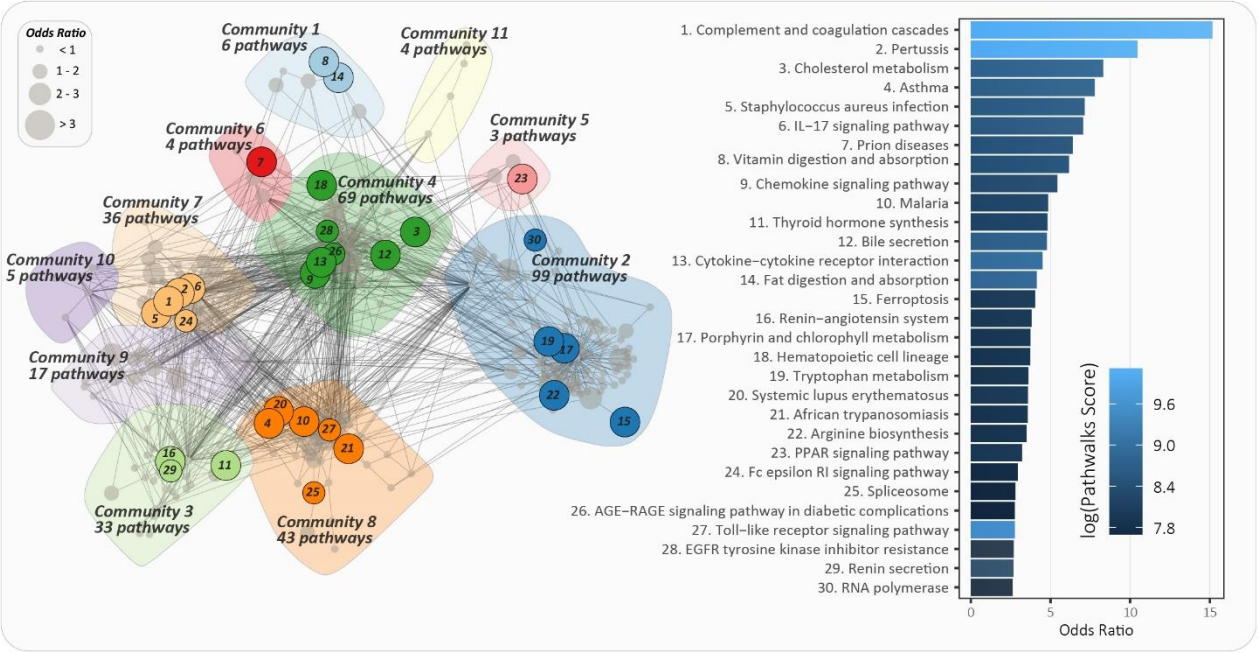 Odds Ratio
< 1
1 - 2
2 - 3
> 3
Community 1
6 pathways
8
14
Community 11
4 pathways
Community 6
4 pathways
7
Community 5
3 pathways
23
Community 4
69 pathways
18
28
26
13
9
12
3
Community 7
36 pathways
2
6
1
5
24
Community 10
5 pathways
Community 2
99 pathways
30
19
17
22
15
Community 9
17 pathways
Community 3
33 pathways
16
29
11
Community 8
43 pathways
20
4
10
27
21
25
1. Complement and coagulation cascades
2. Pertussis
3. Cholesterol metabolism
4. Asthma
5. Staphylococcus aureus infection
6. IL−17 signaling pathway
7. Prion diseases
8. Vitamin digestion and absorption
9. Chemokine signaling pathway
10. Malaria
11. Thyroid hormone synthesis
12. Bile secretion
13. Cytokine−cytokine receptor interaction
14. Fat digestion and absorption
15. Ferroptosis
16. Renin−angiotensin system
17. Porphyrin and chlorophyll metabolism
18. Hematopoietic cell lineage
19. Tryptophan metabolism
20. Systemic lupus erythematosus
21. African trypanosomiasis
22. Arginine biosynthesis
23. PPAR signaling pathway
24. Fc epsilon RI signaling pathway
25. Spliceosome
26. AGE−RAGE signaling pathway in diabetic complications
27. Toll−like receptor signaling pathway
28. EGFR tyrosine kinase inhibitor resistance
29. Renin secretion
30. RNA polymerase
0
5
10
15
Odds Ratio
log(Pathwalks Score)
9.6
9.0
8.4
7.8